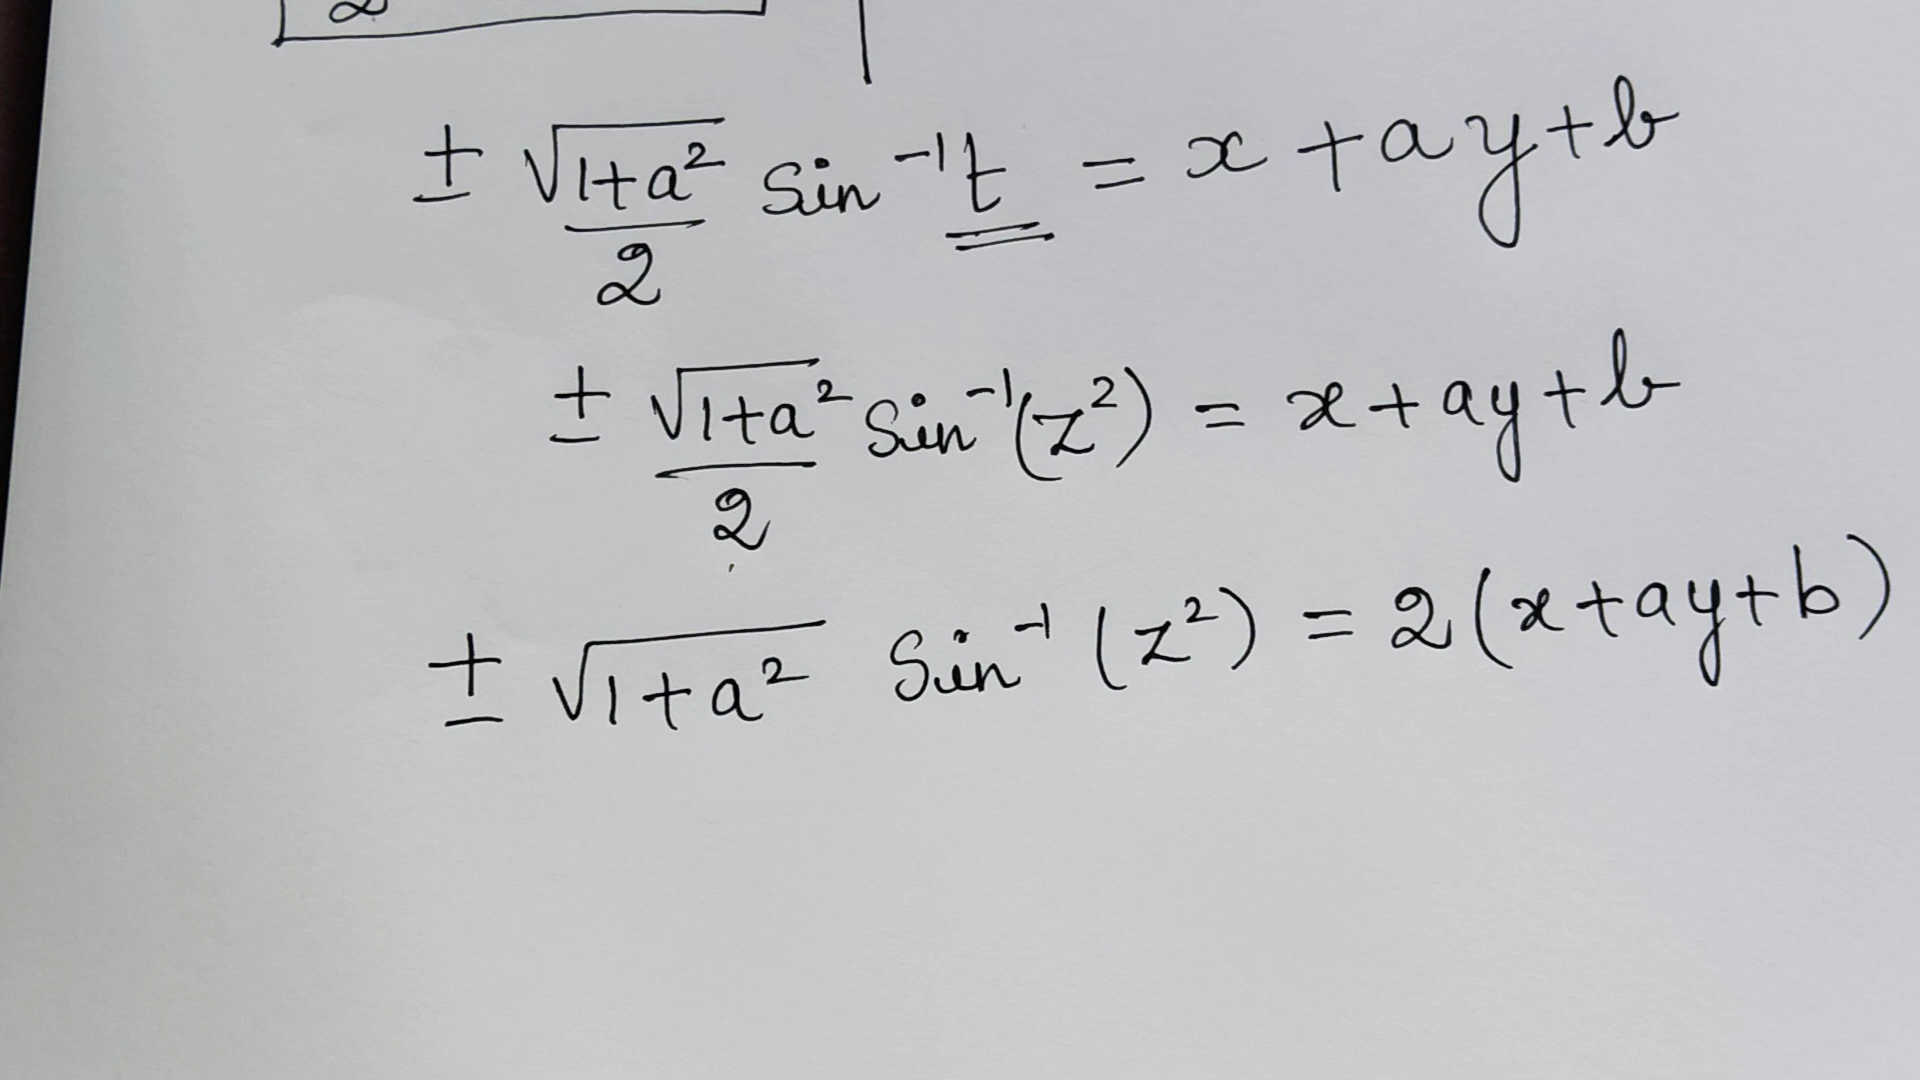 ± √(1+a²)/2 Sin⁻¹t = x + ay + b
± √(1+a²)/2 Sin⁻¹(z²) = x + ay + b
± √(1+a²) Sin⁻¹(z²) = 2(x+ay+b)